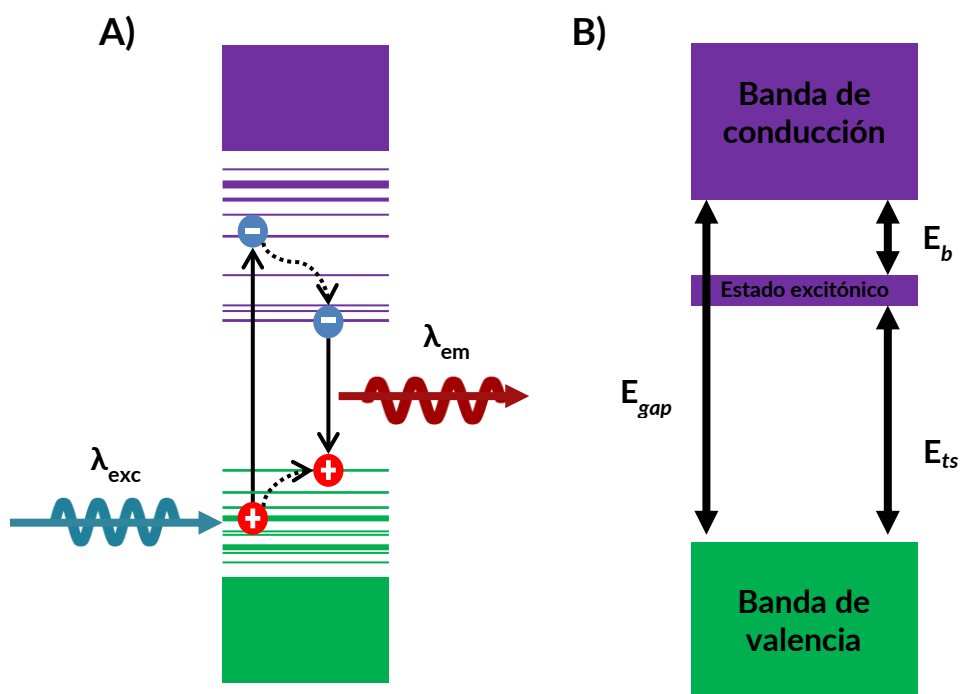 A)
λem
λexc
B)
Banda de
conducción
Eb
Estado excitónico
Egap
Ets
Banda de
valencia